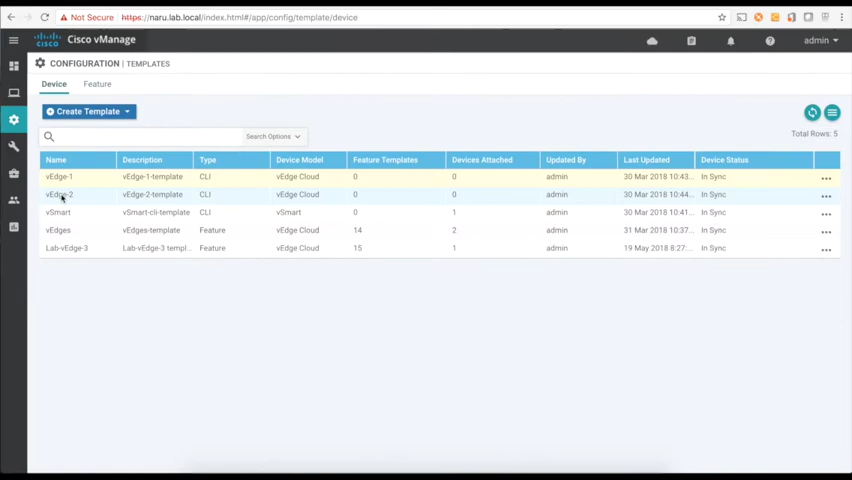 Not Secure https://naru.lab.local/index.html#/app/config/template/device
CISCO Cisco vManage admin
CONFIGURATION | TEMPLATES
Device Feature
Create Template
Search Options
Total Rows: 5
Name Description Type Device Model Feature Templates Devices Attached Updated By Last Updated Device Status
vEdge-1 vEdge-1-template CLI vEdge Cloud 0 0 admin 30 Mar 2018 10:43... In Sync
vEdge-2 vEdge-2-template CLI vEdge Cloud 0 0 admin 30 Mar 2018 10:44... In Sync
vSmart vSmart-cli-template CLI vSmart 0 1 admin 30 Mar 2018 10:41... In Sync
vEdges vEdges-template Feature vEdge Cloud 14 2 admin 31 Mar 2018 10:37... In Sync
Lab-vEdge-3 Lab-vEdge-3 templ... Feature vEdge Cloud 15 1 admin 19 May 2018 8:27:... In Sync